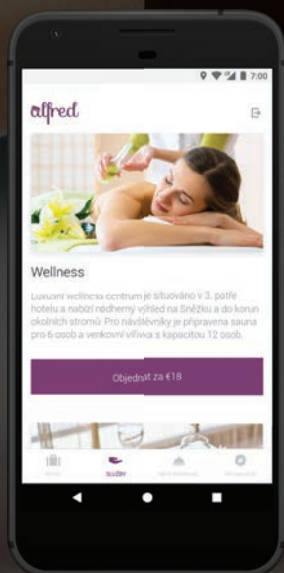 7:00
alfred
Wellness
Luxusní wellness centrum je situováno v 3. patře
hotelu a nabízí nádherný výhled na Sněžku a do korun
okolních stromů. Pro návštěvníky je připravena sauna
pro 6 osob a venkovní vířivka s kapacitou 12 osob.
Objednat za €18
SLUŽBY